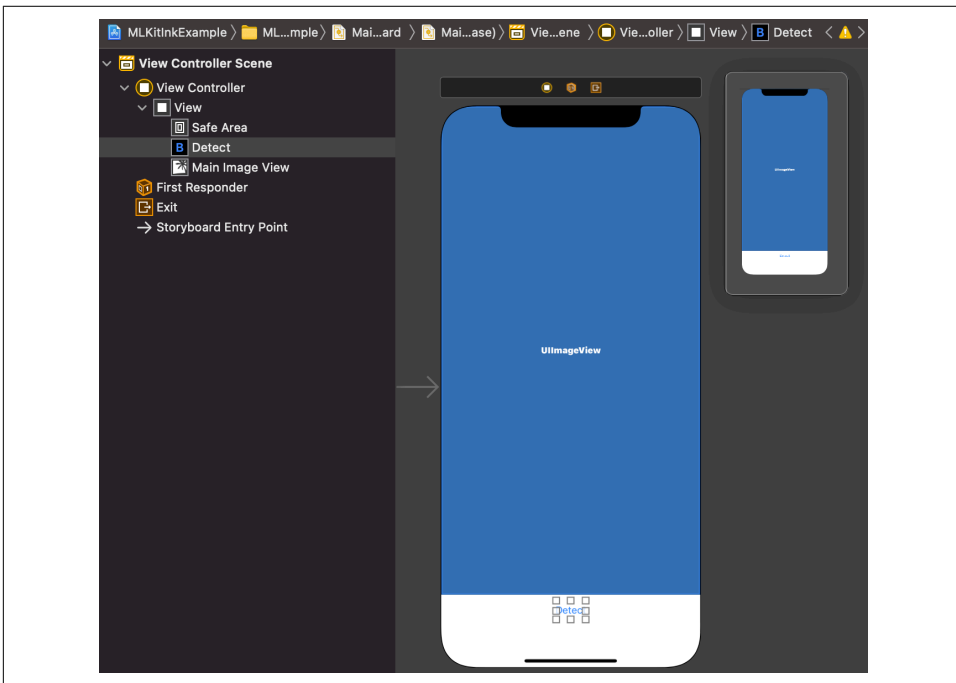 MLKitInkExample 〉 ML...mple〉 Mai...ard 〉 Mai...ase)〉 Vie...ene 〉 Vie...oller〉 View〉 B Detect < >
View Controller Scene
View Controller
View
Safe Area
B Detect
Main Image View
First Responder
Exit
→ Storyboard Entry Point
UIImageView
Detect
UIImageView